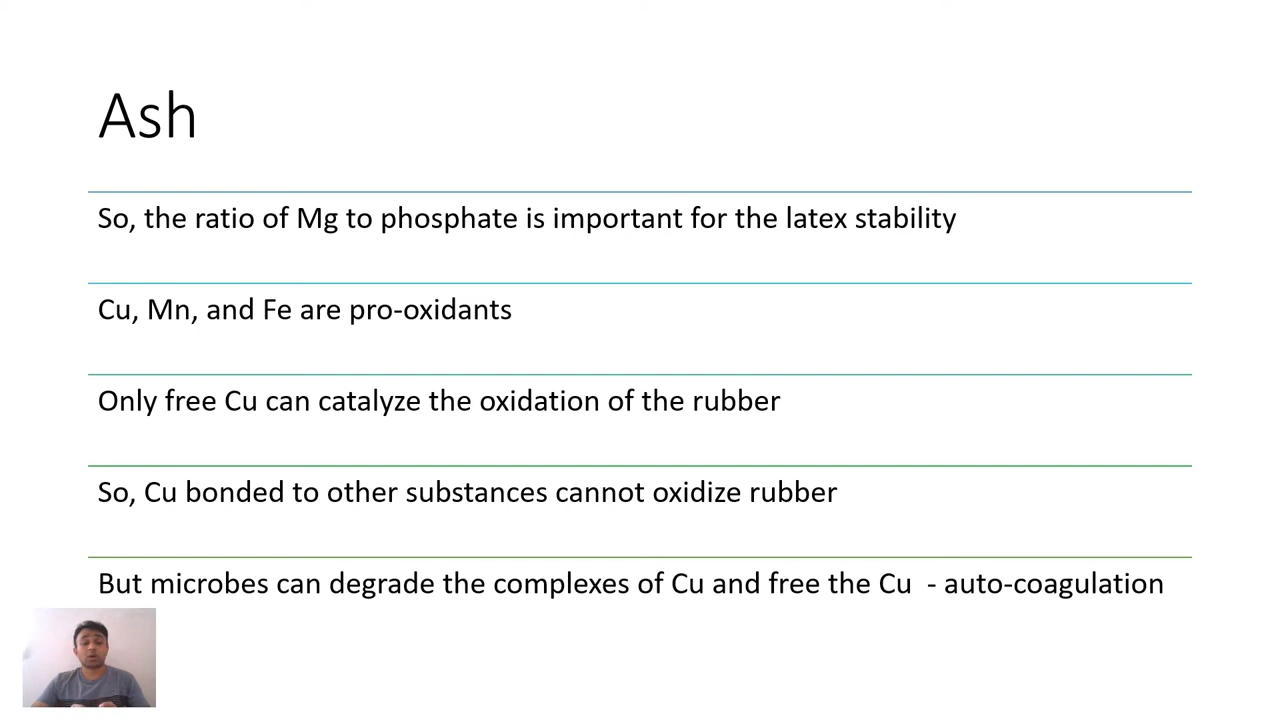 Ash
So, the ratio of Mg to phosphate is important for the latex stability
Cu, Mn, and Fe are pro-oxidants
Only free Cu can catalyze the oxidation of the rubber
So, Cu bonded to other substances cannot oxidize rubber
But microbes can degrade the complexes of Cu and free the Cu  - auto-coagulation